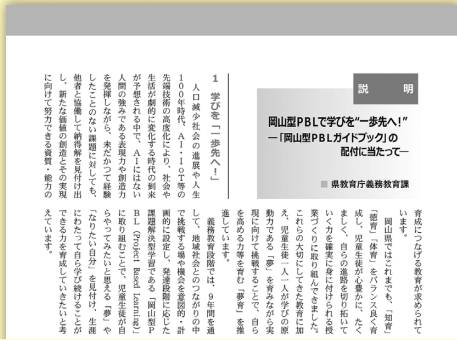 説　明
岡山型PBLで学びを“一歩先へ！”
―「岡山型PBLガイドブック」の
配付に当たって―
■ 県教育庁義務教育課
1　学びを「一歩先へ！」
　人口減少社会の進展や人生
100年時代、AI・IoT等の
先端技術の高度化により、社会や
生活が劇的に変化する時代の到来
が予想される中、AIにはない
人間の強みである表現力や創造力
を発揮しながら、未だかつて経験
したことのない課題に対しても、
他者と協働して納得解を見付け出
し、新たな価値の創造とその実現
に向けて努力できる資質・能力の
育成につなげる教育が求められて
います。
　岡山県ではこれまでも、「知育」
「徳育」「体育」をバランス良く育
成し、児童生徒が心豊かに、たく
ましく、自らの進路を切り拓いて
いく力を確実に身に付けられる授
業づくりに取り組んできました。
これらの大切にしてきた教育に加
え、児童生徒一人一人が学びの原
動力である「夢」を育みながら実
現に向けて挑戦することで、自ら
を高める力等を育む「夢育」を推
進しています。
　義務教育段階では、9年間を通
して、地域社会とのつながりの中
で挑戦する場や機会を意図的・計
画的に設定し、発達段階に応じた
課題解決型学習である「岡山型P
BL(Project Based Learning)」
に取り組むことで、児童生徒が自
らやってみたいと思える「夢」や
「なりたい自分」を見付け、生涯
にわたって自ら学び続けることが
できる力を育成していきたいと考
えています。